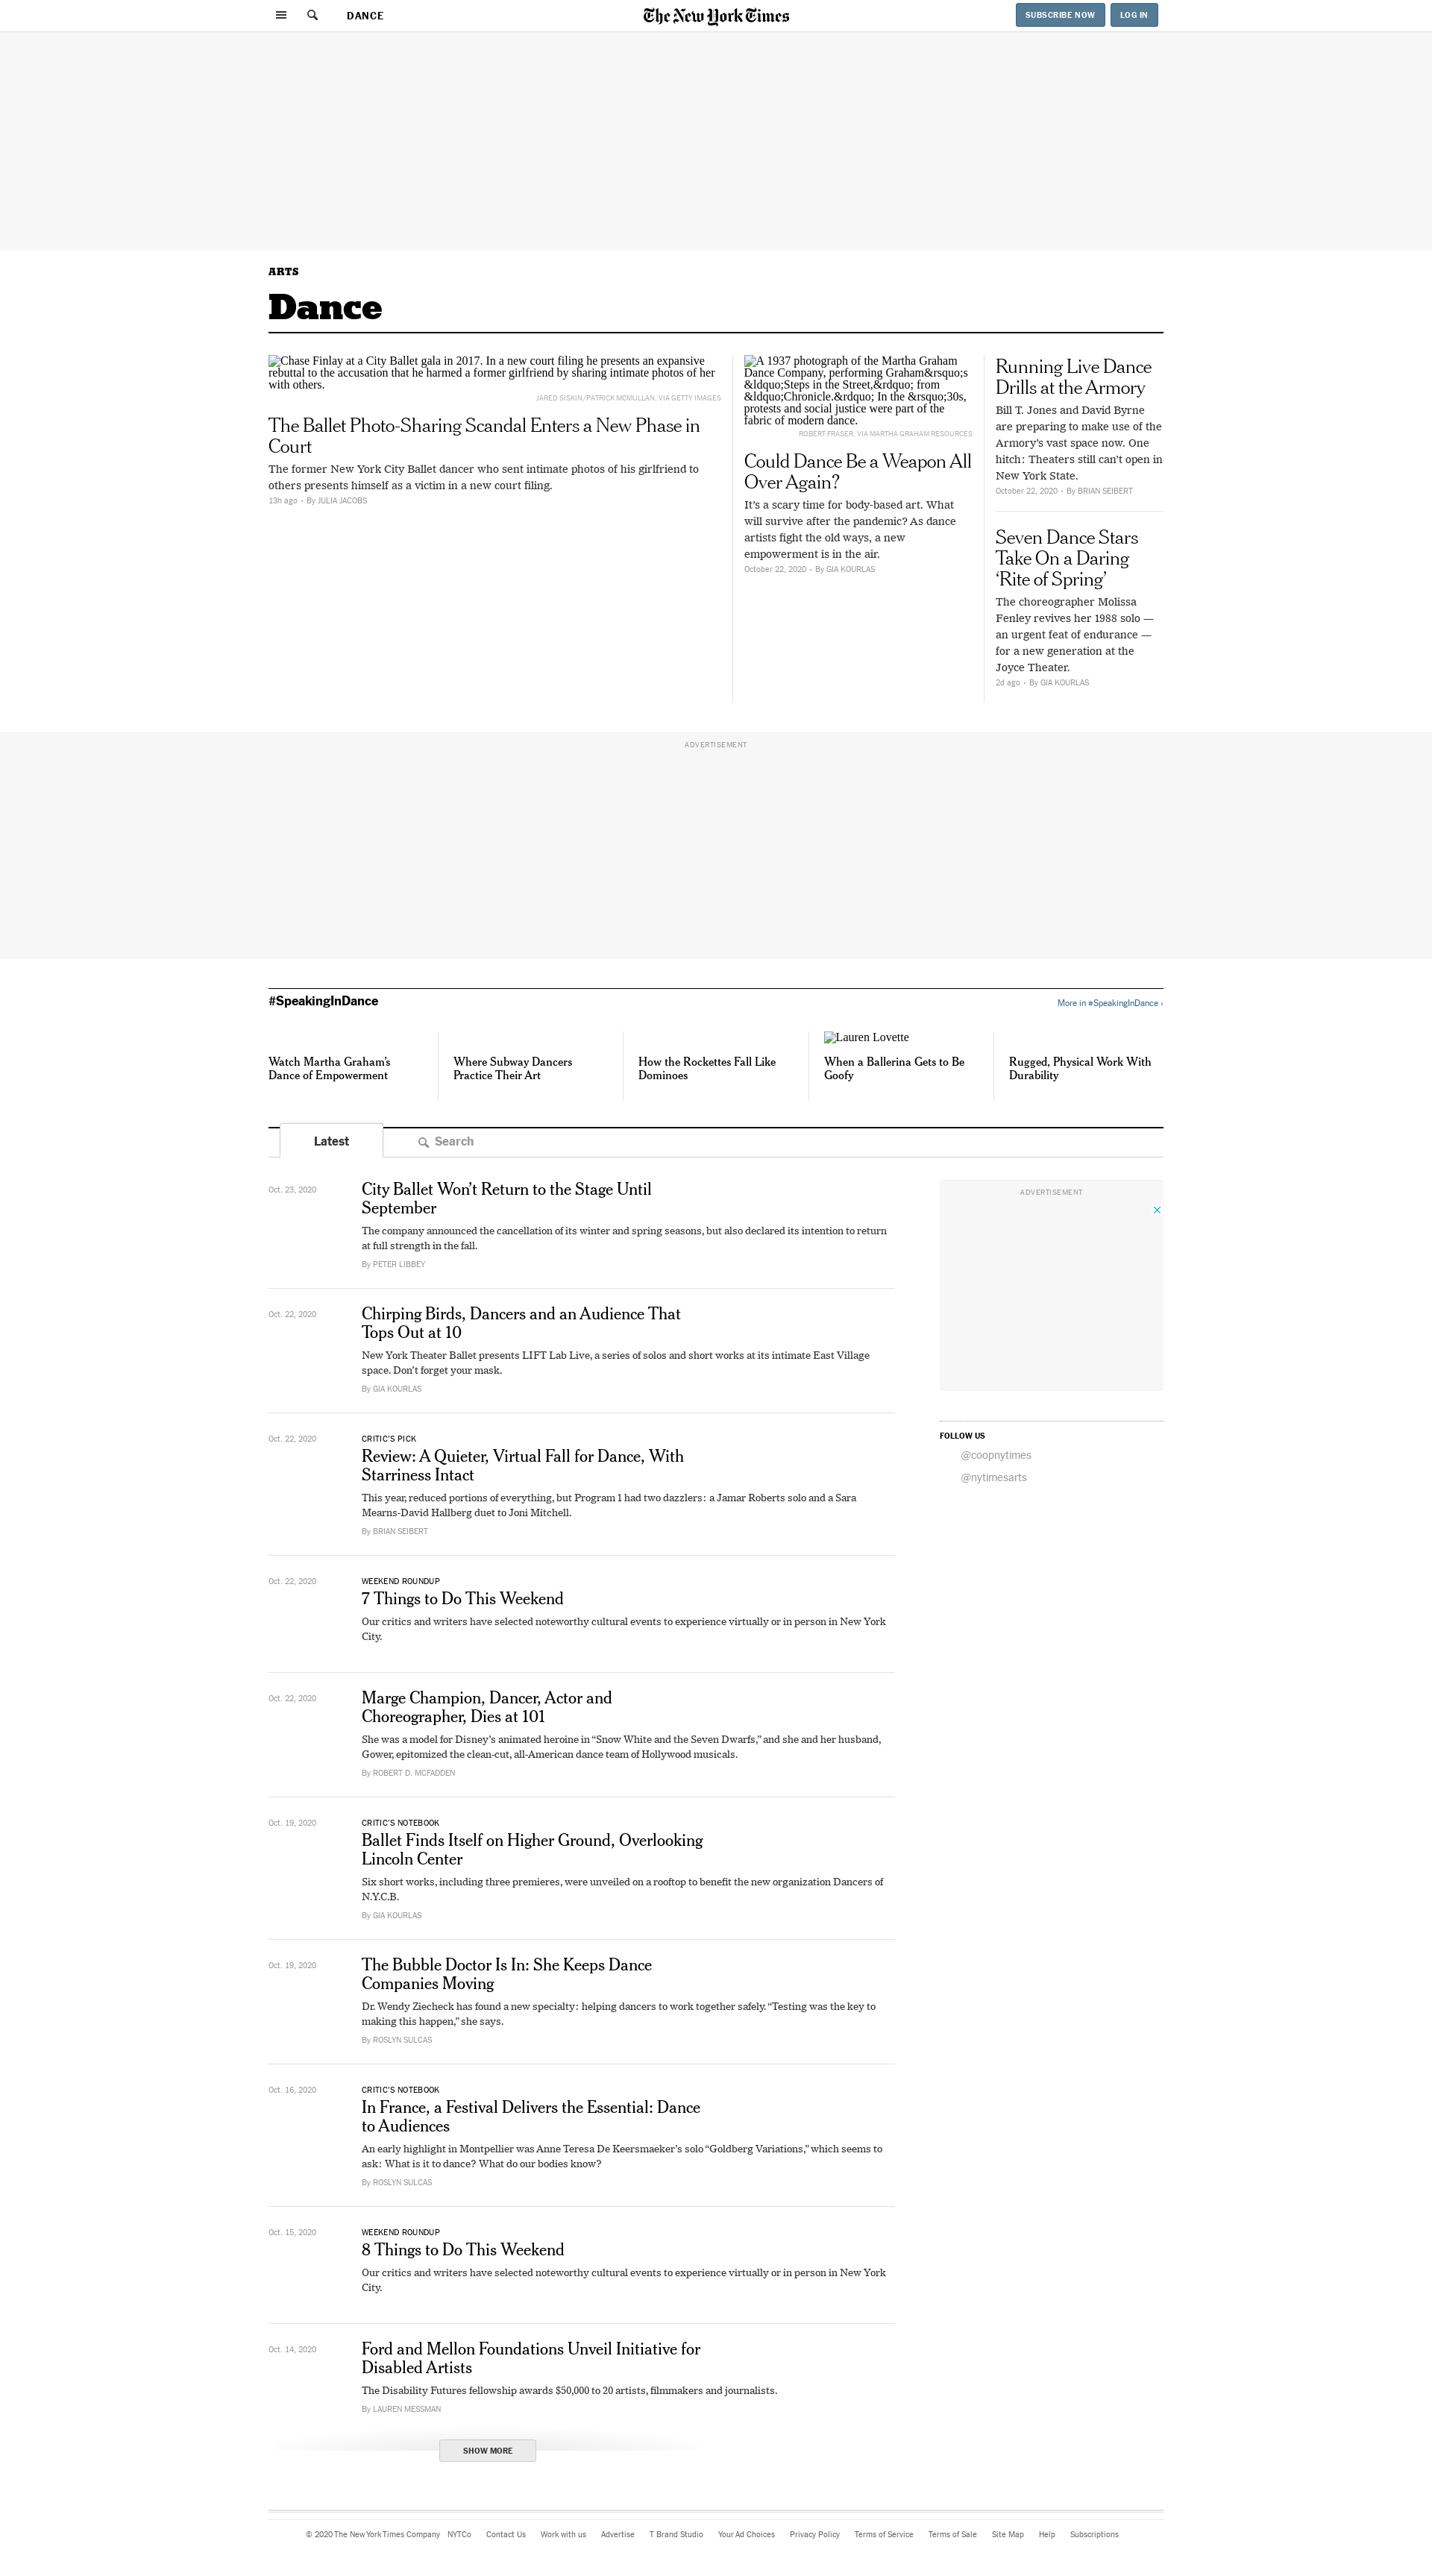 DANCE
The New York Times
SUBSCRIBE NOW
LOG IN
ARTS
Dance
Chase Finlay at a City Ballet gala in 2017. In a new court filing he presents an expansive
rebuttal to the accusation that he harmed a former girlfriend by sharing intimate photos of her
with others.
JARED SISKIN/PATRICK MCMULLAN, VIA GETTY IMAGES
The Ballet Photo-Sharing Scandal Enters a New Phase in
Court
The former New York City Ballet dancer who sent intimate photos of his girlfriend to
others presents himself as a victim in a new court filing.
13h ago • By JULIA JACOBS
A 1937 photograph of the Martha Graham
Dance Company, performing Graham&rsquo;s
&ldquo;Steps in the Street,&rdquo; from
&ldquo;Chronicle.&rdquo; In the &rsquo;30s,
protests and social justice were part of the
fabric of modern dance.
ROBERT FRASER, VIA MARTHA GRAHAM RESOURCES
Could Dance Be a Weapon All
Over Again?
It’s a scary time for body-based art. What
will survive after the pandemic? As dance
artists fight the old ways, a new
empowerment is in the air.
October 22, 2020 • By GIA KOURLAS
Running Live Dance
Drills at the Armory
Bill T. Jones and David Byrne
are preparing to make use of the
Armory’s vast space now. One
hitch: Theaters still can’t open in
New York State.
October 22, 2020 • By BRIAN SEIBERT
Seven Dance Stars
Take On a Daring
‘Rite of Spring’
The choreographer Molissa
Fenley revives her 1988 solo —
an urgent feat of endurance —
for a new generation at the
Joyce Theater.
2d ago • By GIA KOURLAS
ADVERTISEMENT
#SpeakingInDance
More in #SpeakingInDance ›
Watch Martha Graham’s
Dance of Empowerment
Where Subway Dancers
Practice Their Art
How the Rockettes Fall Like
Dominoes
Lauren Lovette
When a Ballerina Gets to Be
Goofy
Rugged, Physical Work With
Durability
Latest
Search
Oct. 23, 2020
City Ballet Won’t Return to the Stage Until
September
The company announced the cancellation of its winter and spring seasons, but also declared its intention to return
at full strength in the fall.
By PETER LIBBEY
Oct. 22, 2020
Chirping Birds, Dancers and an Audience That
Tops Out at 10
New York Theater Ballet presents LIFT Lab Live, a series of solos and short works at its intimate East Village
space. Don’t forget your mask.
By GIA KOURLAS
Oct. 22, 2020
CRITIC’S PICK
Review: A Quieter, Virtual Fall for Dance, With
Starriness Intact
This year, reduced portions of everything, but Program 1 had two dazzlers: a Jamar Roberts solo and a Sara
Mearns-David Hallberg duet to Joni Mitchell.
By BRIAN SEIBERT
Oct. 22, 2020
WEEKEND ROUNDUP
7 Things to Do This Weekend
Our critics and writers have selected noteworthy cultural events to experience virtually or in person in New York
City.
Oct. 22, 2020
Marge Champion, Dancer, Actor and
Choreographer, Dies at 101
She was a model for Disney’s animated heroine in “Snow White and the Seven Dwarfs,” and she and her husband,
Gower, epitomized the clean-cut, all-American dance team of Hollywood musicals.
By ROBERT D. MCFADDEN
Oct. 19, 2020
CRITIC’S NOTEBOOK
Ballet Finds Itself on Higher Ground, Overlooking
Lincoln Center
Six short works, including three premieres, were unveiled on a rooftop to benefit the new organization Dancers of
N.Y.C.B.
By GIA KOURLAS
Oct. 19, 2020
The Bubble Doctor Is In: She Keeps Dance
Companies Moving
Dr. Wendy Ziecheck has found a new specialty: helping dancers to work together safely. “Testing was the key to
making this happen,” she says.
By ROSLYN SULCAS
Oct. 16, 2020
CRITIC’S NOTEBOOK
In France, a Festival Delivers the Essential: Dance
to Audiences
An early highlight in Montpellier was Anne Teresa De Keersmaeker’s solo “Goldberg Variations,” which seems to
ask: What is it to dance? What do our bodies know?
By ROSLYN SULCAS
Oct. 15, 2020
WEEKEND ROUNDUP
8 Things to Do This Weekend
Our critics and writers have selected noteworthy cultural events to experience virtually or in person in New York
City.
Oct. 14, 2020
Ford and Mellon Foundations Unveil Initiative for
Disabled Artists
The Disability Futures fellowship awards $50,000 to 20 artists, filmmakers and journalists.
By LAUREN MESSMAN
SHOW MORE
ADVERTISEMENT
FOLLOW US
@coopnytimes
@nytimesarts
© 2020 The New York Times Company NYTCo Contact Us Work with us Advertise T Brand Studio Your Ad Choices Privacy Policy Terms of Service Terms of Sale Site Map Help Subscriptions